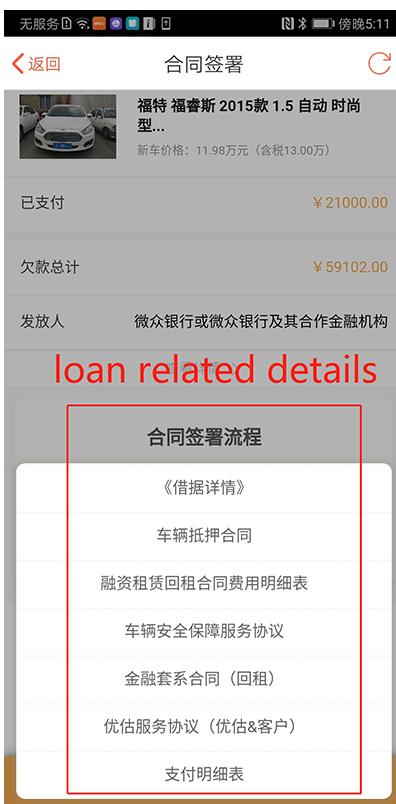 无服务 傍晚5:11
返回 合同签署
福特 福睿斯 2015款 1.5 自动 时尚
型...
新车价格：11.98万元（含税13.00万）
已支付 ￥21000.00
欠款总计 ￥59102.00
发放人 微众银行或微众银行及其合作金融机构
loan related details
合同签署流程
《借据详情》
车辆抵押合同
融资租赁回租合同费用明细表
车辆安全保障服务协议
金融套系合同（回租）
优估服务协议（优估&客户）
支付明细表